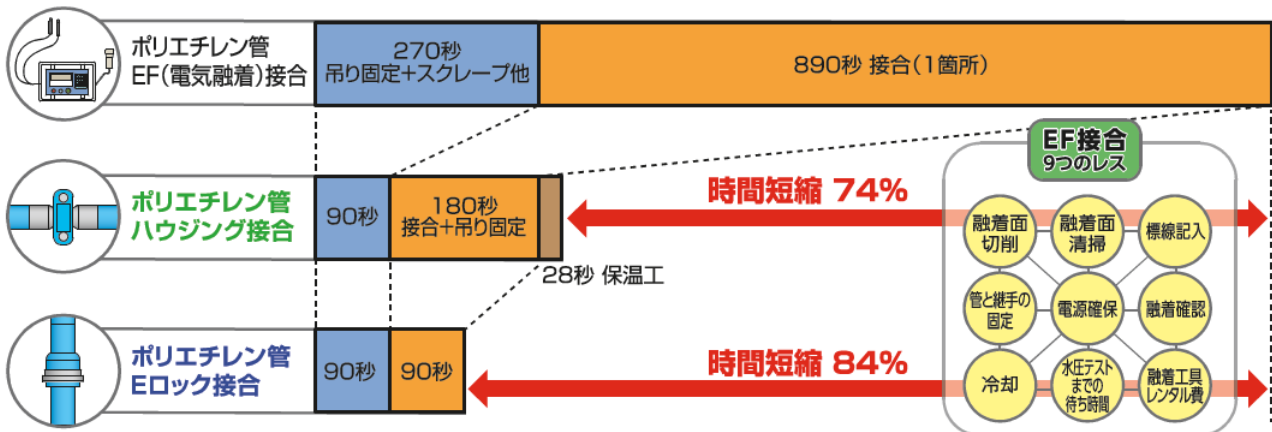 ポリエチレン管
EF(電気融着)接合
270秒
吊り固定+スクレープ他
890秒 接合(1箇所)
ポリエチレン管
ハウジング接合
90秒
180秒
接合+吊り固定
28秒 保温工
時間短縮 74%
ポリエチレン管
Eロック接合
90秒
90秒
時間短縮 84%
EF接合
9つのレス
融着面
切削
融着面
清掃
標線記入
管と継手の
固定
電源確保
融着確認
冷却
水圧テスト
までの
待ち時間
融着工具
レンタル費